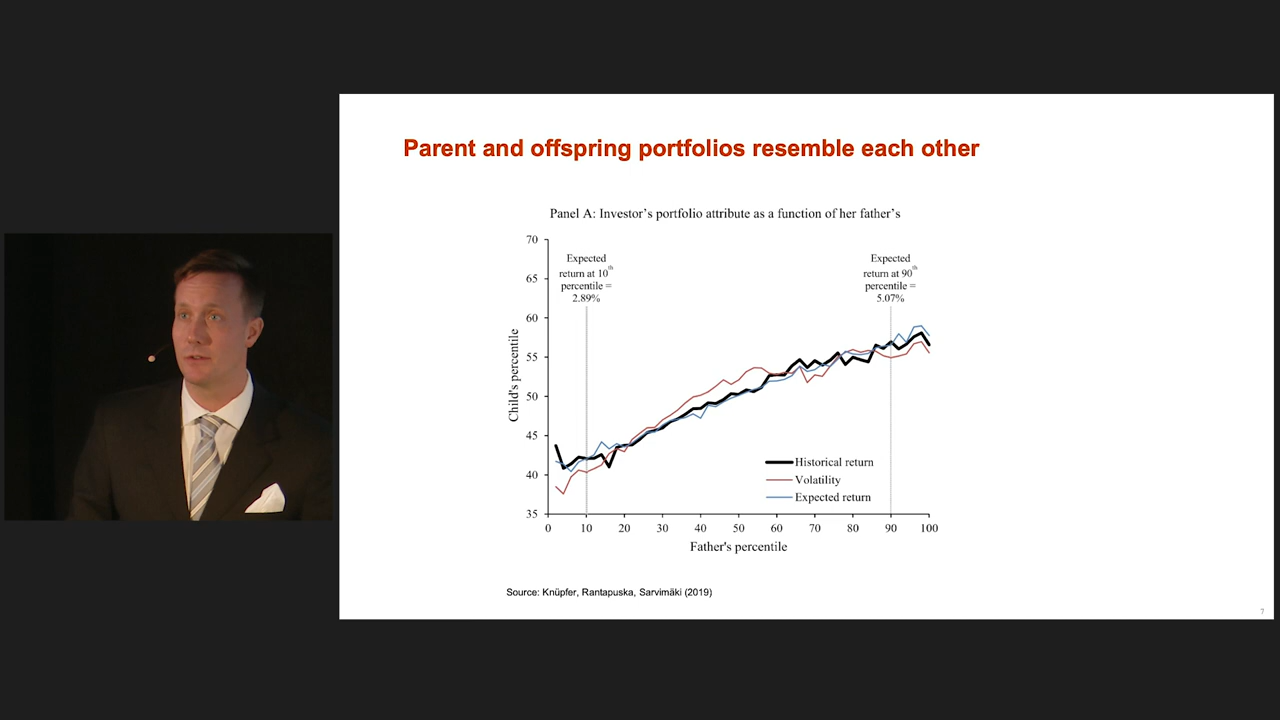 Parent and offspring portfolios resemble each other
Panel A: Investor's portfolio attribute as a function of her father's
70
65
60
55
50
45
40
35
Child's percentile
Expected
return at 10th
percentile =
2.89%
Expected
return at 90th
percentile =
5.07%
Historical return
Volatility
Expected return
0 10 20 30 40 50 60 70 80 90 100
Father's percentile
Source: Knüpfer, Rantapuska, Sarvimäki (2019)
7